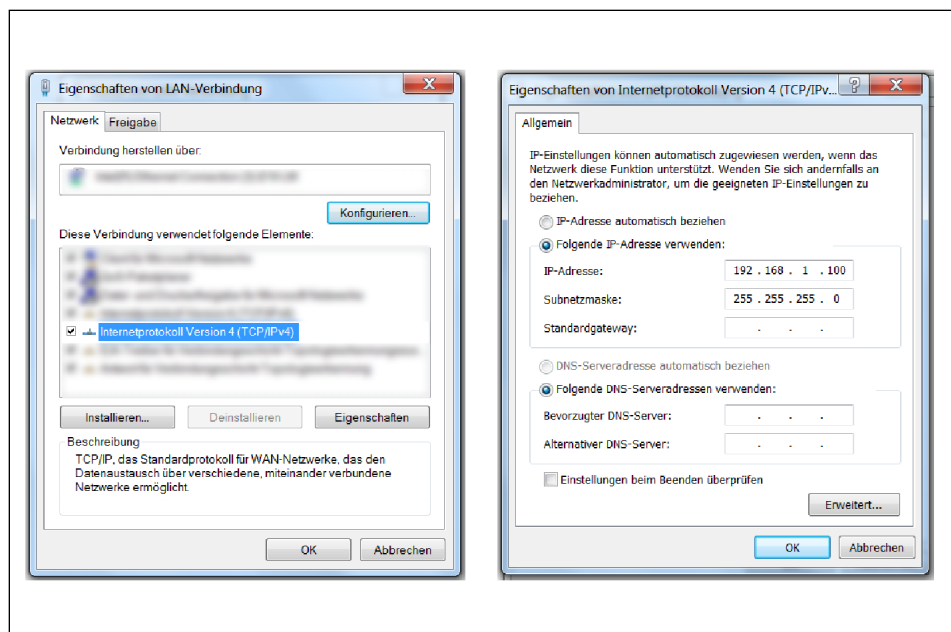 Eigenschaften von LAN-Verbindung
Netzwerk Freigabe
Verbindung herstellen über:
Konfigurieren...
Diese Verbindung verwendet folgende Elemente:
Internetprotokoll Version 4 (TCP/IPv4)
Installieren... Deinstallieren Eigenschaften
Beschreibung
TCP/IP, das Standardprotokoll für WAN-Netzwerke, das den
Datenaustausch über verschiedene, miteinander verbundene
Netzwerke ermöglicht.
OK Abbrechen
Eigenschaften von Internetprotokoll Version 4 (TCP/IPv...
Allgemein
IP-Einstellungen können automatisch zugewiesen werden, wenn das
Netzwerk diese Funktion unterstützt. Wenden Sie sich andernfalls an
den Netzwerkadministrator, um die geeigneten IP-Einstellungen zu
beziehen.
IP-Adresse automatisch beziehen
Folgende IP-Adresse verwenden:
IP-Adresse: 192 . 168 . 1 . 100
Subnetzmaske: 255 . 255 . 255 . 0
Standardgateway: . . .
DNS-Serveradresse automatisch beziehen
Folgende DNS-Serveradressen verwenden:
Bevorzugter DNS-Server: . . .
Alternativer DNS-Server: . . .
Einstellungen beim Beenden überprüfen
Erweitert...
OK Abbrechen